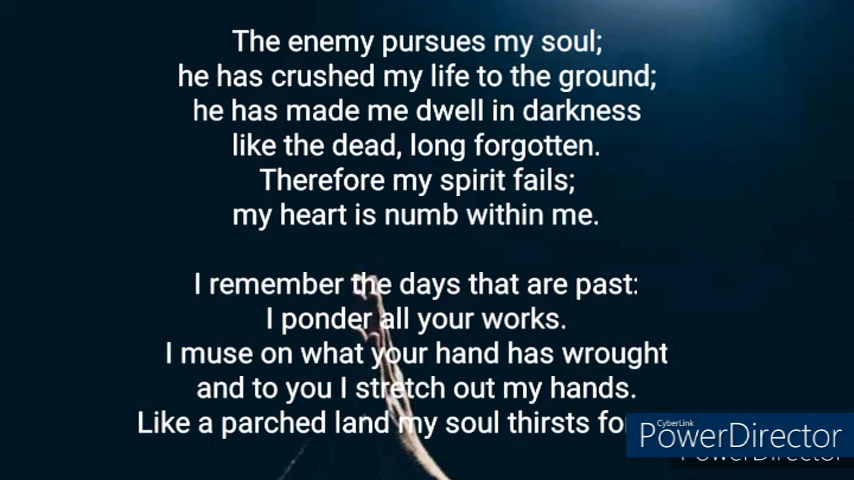 The enemy pursues my soul;
he has crushed my life to the ground;
he has made me dwell in darkness
like the dead, long forgotten.
Therefore my spirit fails;
my heart is numb within me.
I remember the days that are past:
I ponder all your works.
I muse on what your hand has wrought
and to you I stretch out my hands.
Like a parched land my soul thirsts
CyberLink
PowerDirector
PowerDirector